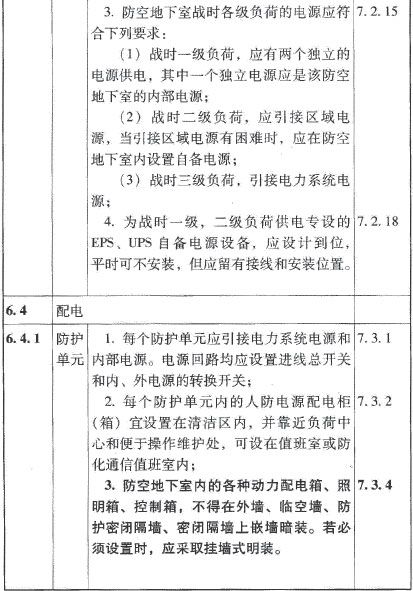 3. 防空地下室战时各级负荷的电源应符 7.2.15
合下列要求：
（1）战时一级负荷，应有两个独立的
电源供电，其中一个独立电源应是该防空
地下室的内部电源；
（2）战时二级负荷，应引接区域电
源，当引接区域电源有困难时，应在防空
地下室内设置自备电源；
（3）战时三级负荷，引接电力系统电
源；
4. 为战时一级，二级负荷供电专设的 7.2.18
EPS、UPS 自备电源设备，应设计到位，
平时可不安装，但应留有接线和安装位置。
6.4 配电
6.4.1 防护 1. 每个防护单元应引接电力系统电源和 7.3.1
单元 内部电源。电源回路均应设置进线总开关
和内、外电源的转换开关；
2. 每个防护单元内的人防电源配电柜 7.3.2
（箱）宜设置在清洁区内，并靠近负荷中
心和便于操作维护处，可设在值班室或防
化通信值班室内；
3. 防空地下室内的各种动力配电箱、照 7.3.4
明箱、控制箱，不得在外墙、临空墙、防
护密闭隔墙、密闭隔墙上嵌墙暗装。若必
须设置时，应采取挂墙式明装。